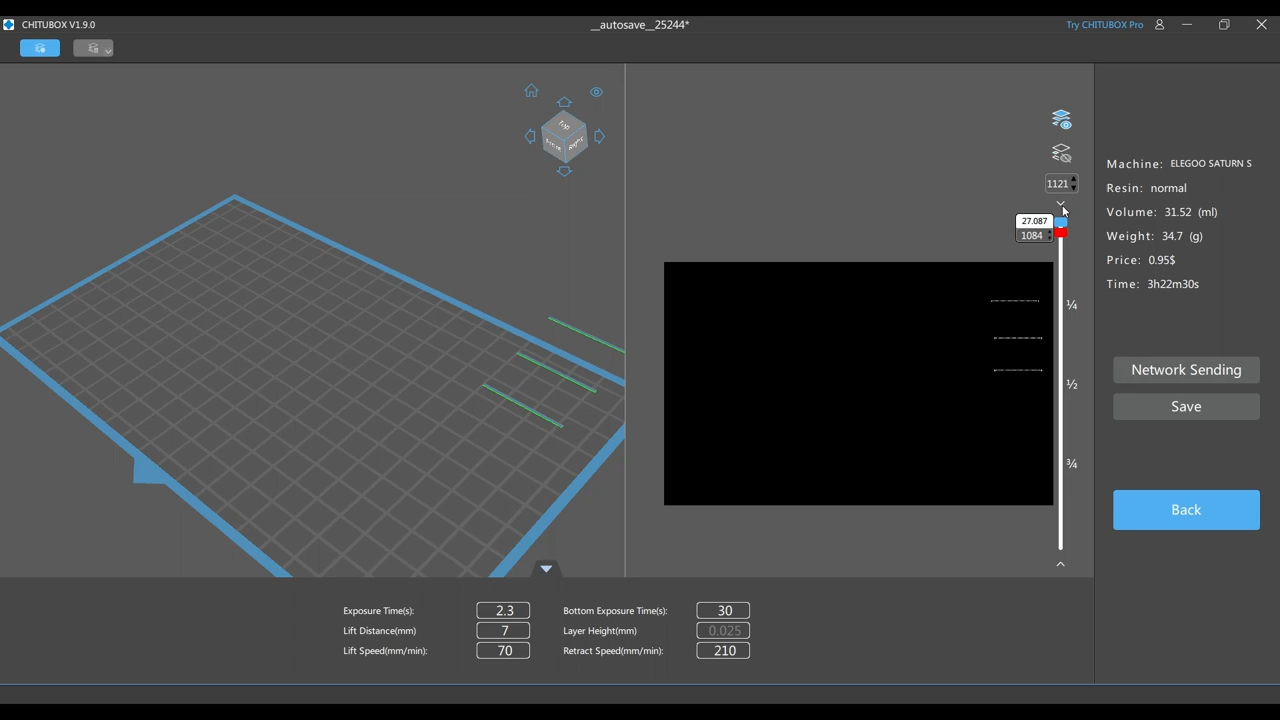 CHITUBOX V1.9.0
__autosave__25244*
Try CHITUBOX Pro
Top
Right
1121
27.087
1084
¼
½
¾
Machine: ELEGOO SATURN S
Resin: normal
Volume: 31.52 (ml)
Weight: 34.7 (g)
Price: 0.95$
Time: 3h22m30s
Network Sending
Save
Back
Exposure Time(s): 2.3 Bottom Exposure Time(s): 30
Lift Distance(mm) 7 Layer Height(mm) 0.025
Lift Speed(mm/min): 70 Retract Speed(mm/min): 210